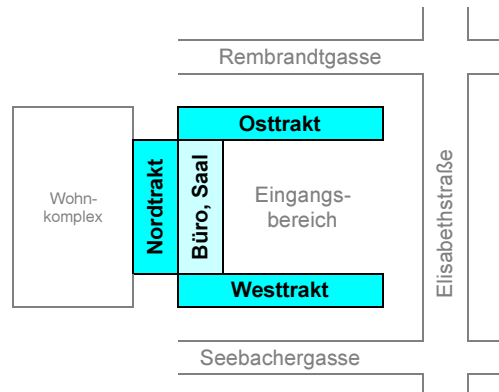 Rembrandtgasse
Osttrakt
Wohn-
komplex
Nordtrakt
Büro, Saal
Eingangs-
bereich
Elisabethstraße
Westtrakt
Seebachergasse